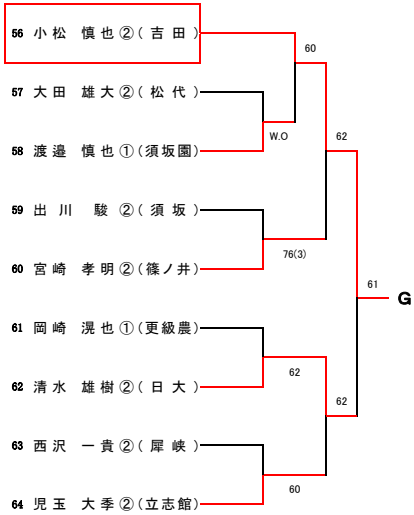 56 小松 慎也②(吉田)
60
57 大田 雄大②(松代)
W.O
62
58 渡邉 慎也①(須坂園)
59 出川 駿②(須坂)
76(3)
60 宮崎 孝明②(篠ノ井)
61
G
61 岡崎 滉也①(更級農)
62
62 清水 雄樹②(日大)
62
63 西沢 一貴②(犀峡)
60
64 児玉 大季②(立志館)